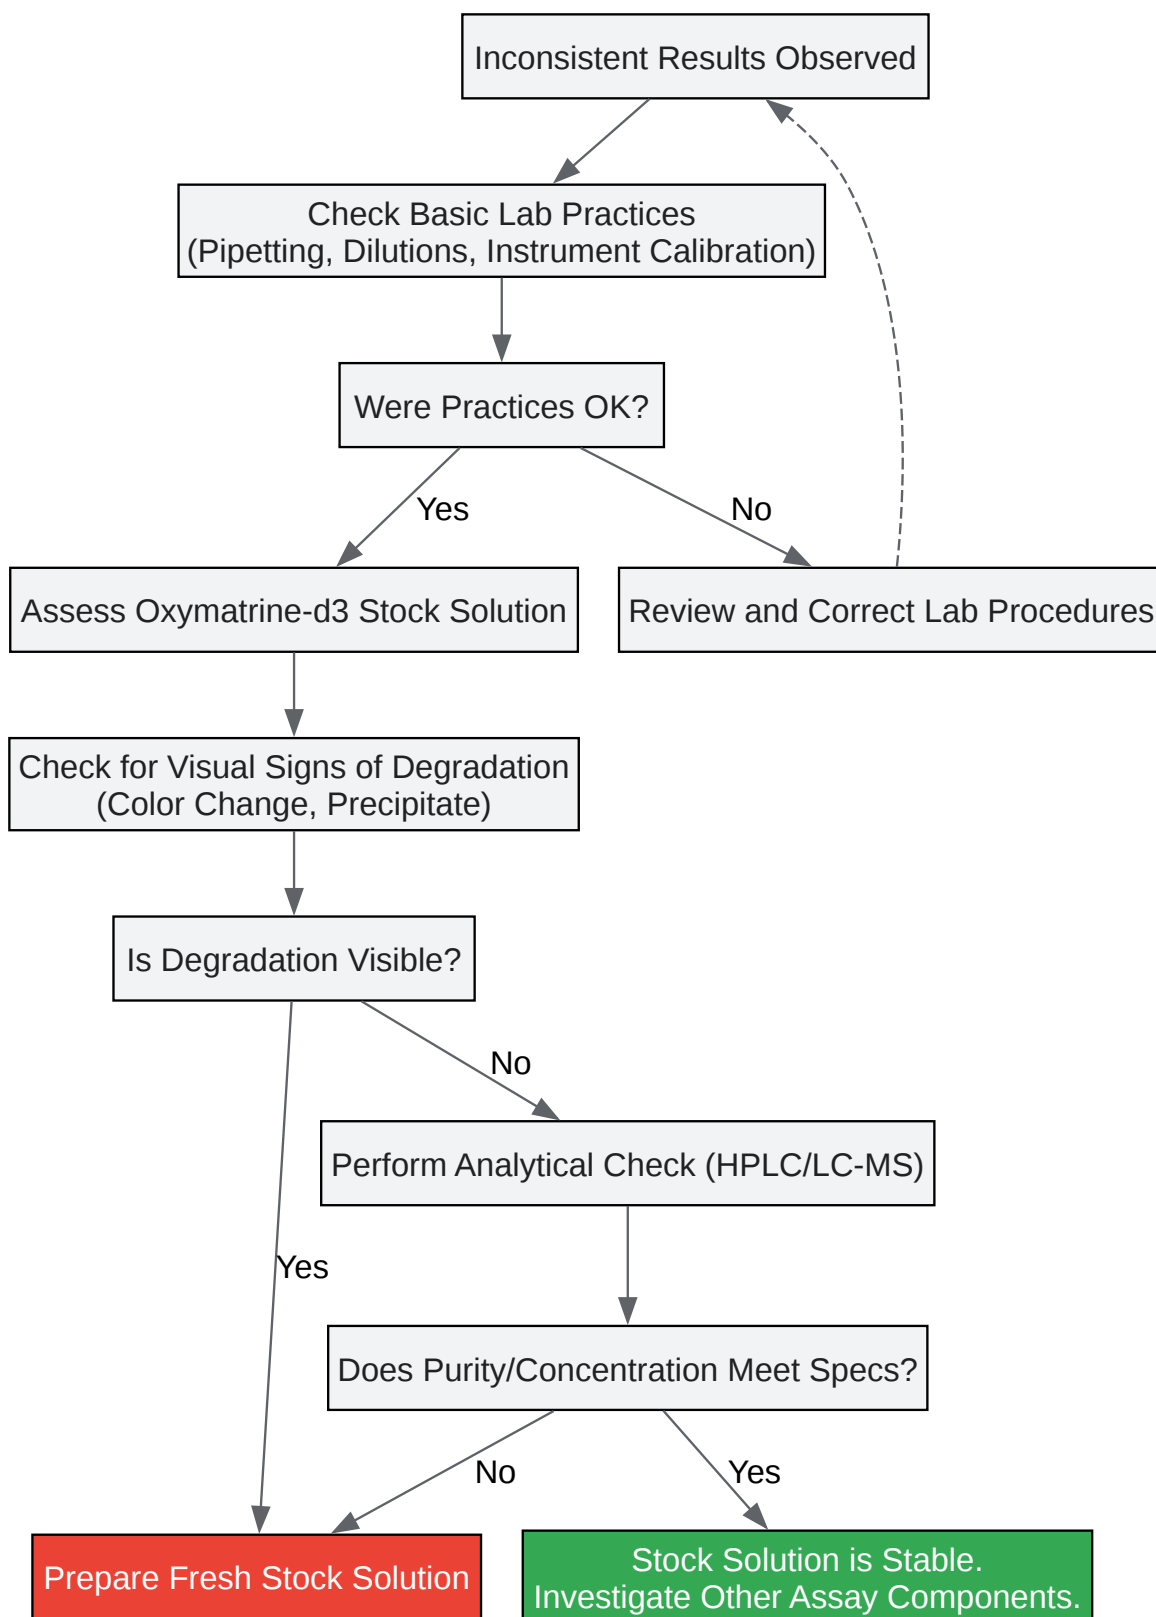 Inconsistent Results Observed
Check Basic Lab Practices
(Pipetting, Dilutions, Instrument Calibration)
Were Practices OK?
Yes
No
Assess Oxymatrine-d3 Stock Solution
Review and Correct Lab Procedures
Check for Visual Signs of Degradation
(Color Change, Precipitate)
Is Degradation Visible?
No
Perform Analytical Check (HPLC/LC-MS)
Yes
Does Purity/Concentration Meet Specs?
No
Yes
Prepare Fresh Stock Solution
Stock Solution is Stable.
Investigate Other Assay Components.